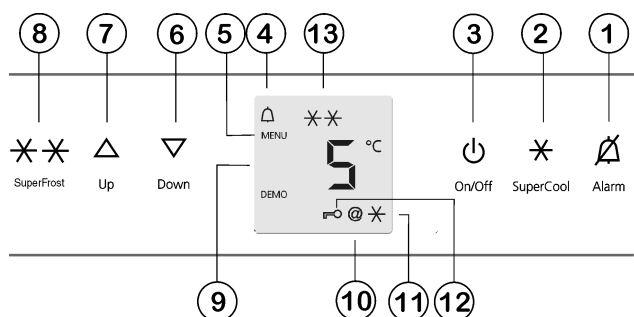 8 7 6 5 4 13 3 2 1
MENU
5 °C
SuperFrost Up Down On/Off SuperCool Alarm
DEMO
@
9 10 11 12